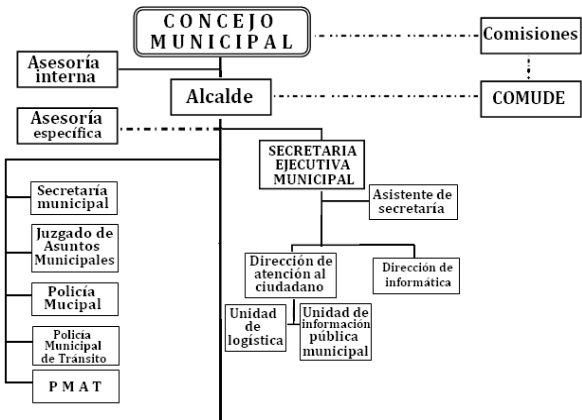 CONCEJO
MUNICIPAL
Comisiones
Asesoría
interna
Alcalde
COMUDE
Asesoría
específica
SECRETARIA
EJECUTIVA
MUNICIPAL
Secretaría
municipal
Asistente de
secretaría
Juzgado de
Asuntos
Municipales
Dirección de
atención al
ciudadano
Dirección de
informática
Policía
Mucipal
Unidad
de
logística
Unidad de
información
pública
municipal
Policía
Municipal
de Tránsito
PMAT